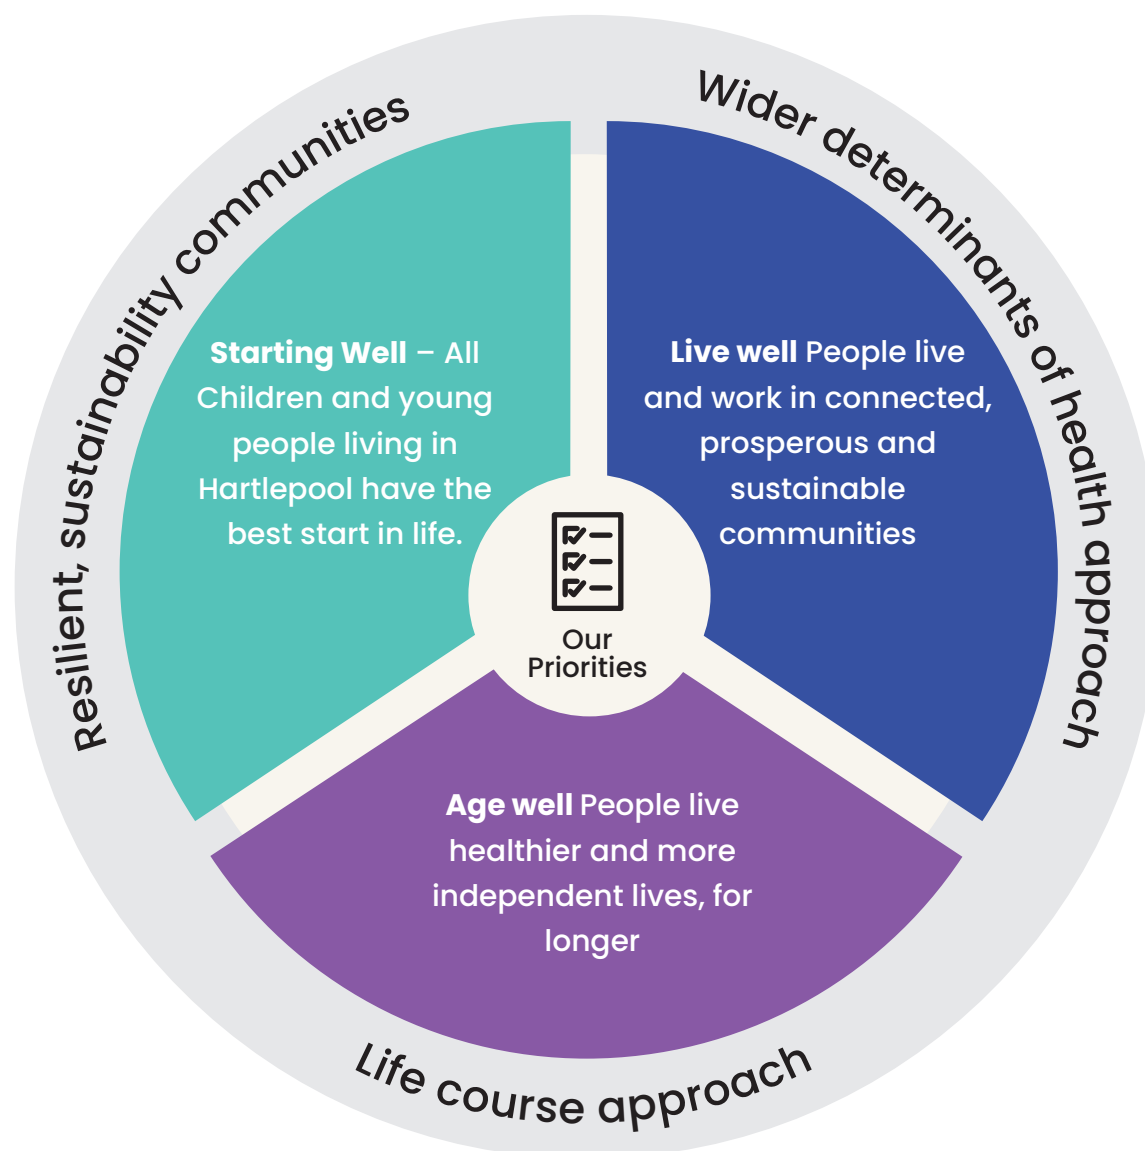 Resilient, sustainability communities
Wider determinants of health approach
Starting Well – All
Children and young
people living in
Hartlepool have the
best start in life.
Live well People live
and work in connected,
prosperous and
sustainable
communities
Our
Priorities
Age well People live
healthier and more
independent lives, for
longer
Life course approach